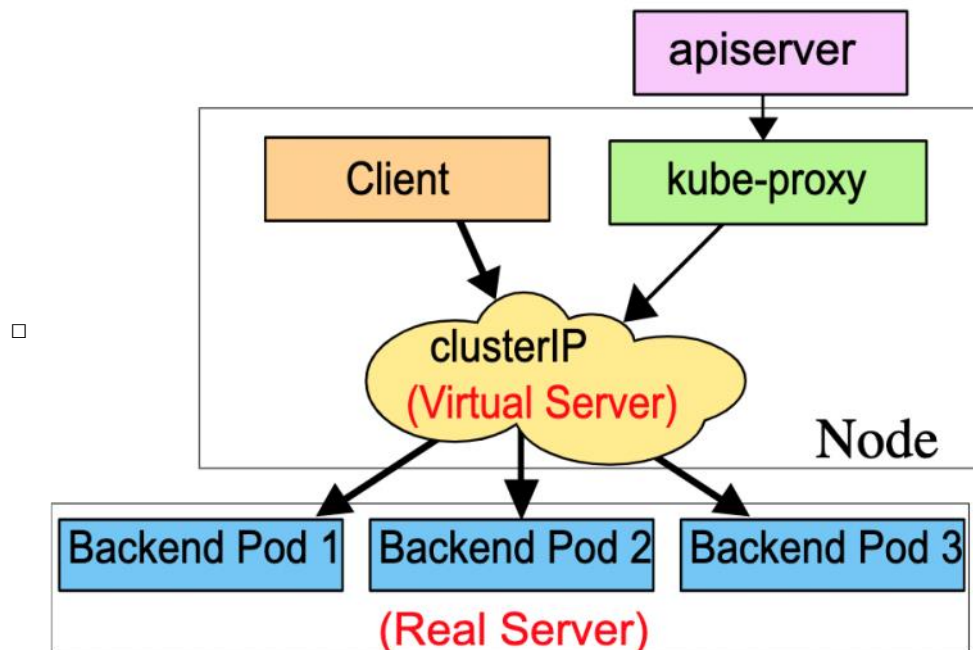 apiserver
Client
kube-proxy
clusterIP
(Virtual Server)
Node
Backend Pod 1
Backend Pod 2
Backend Pod 3
(Real Server)